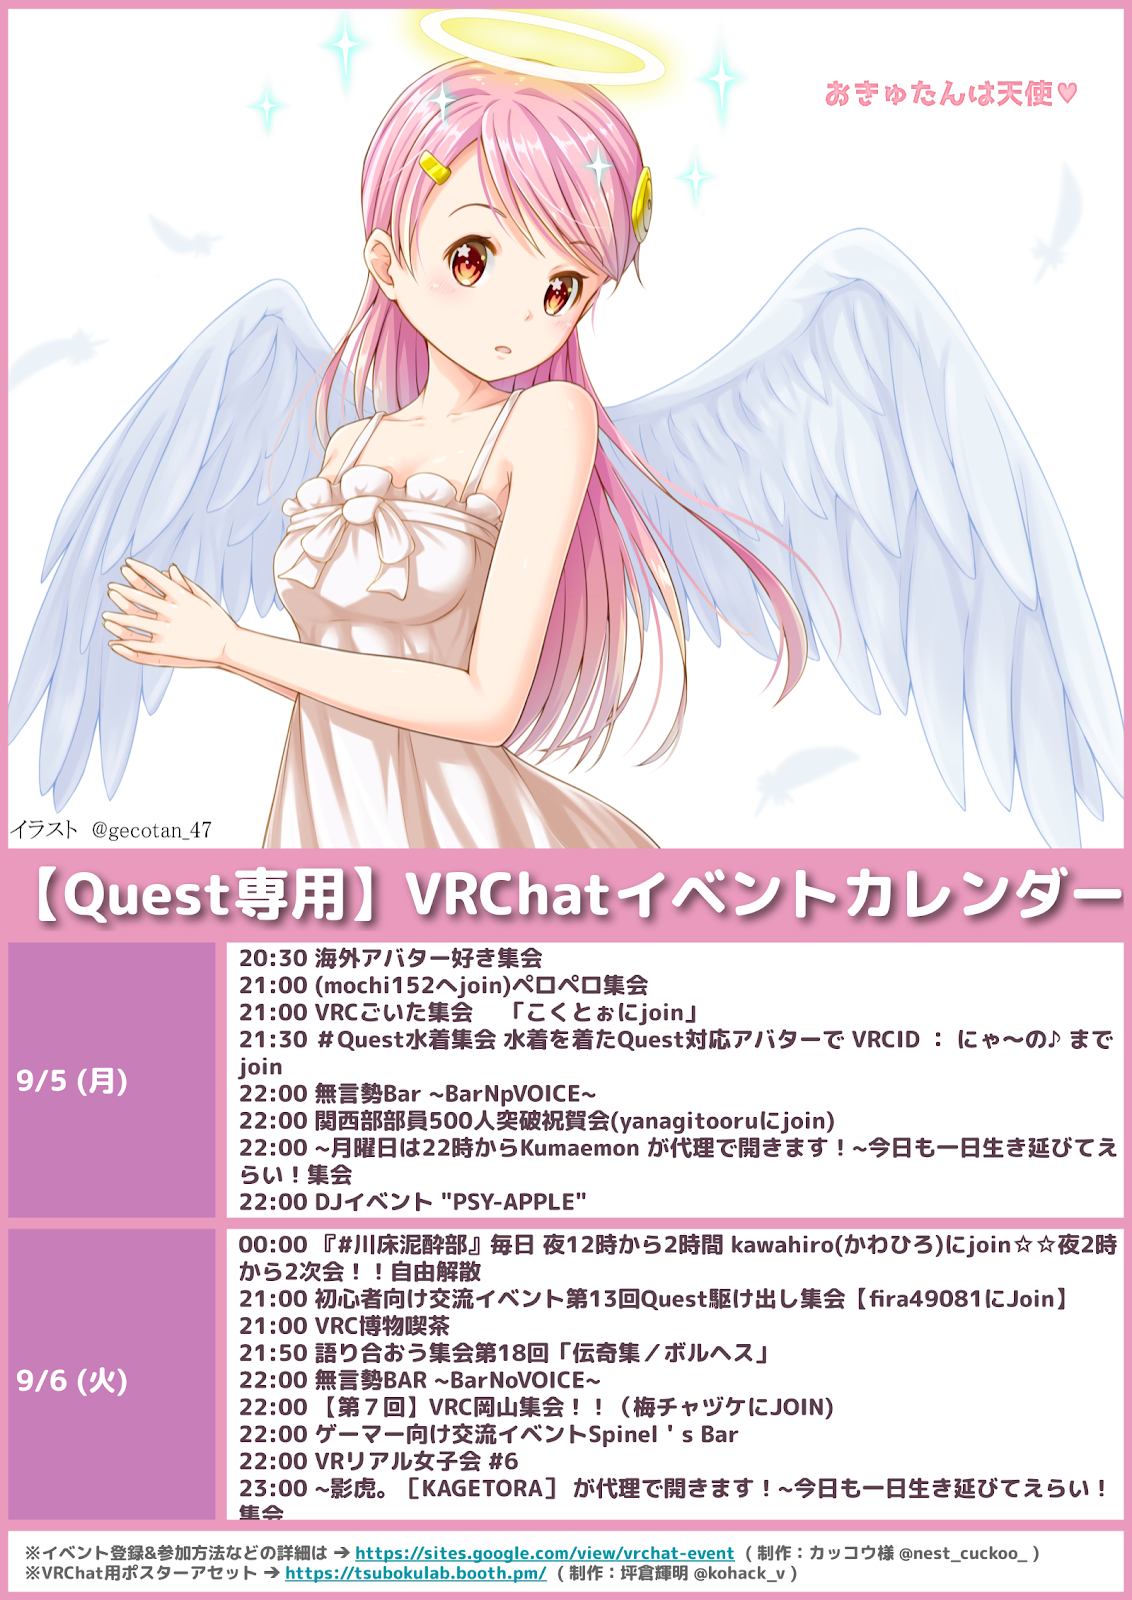 おきゅたんは天使♥
イラスト @gecotan_47
【Quest専用】VRChatイベントカレンダー
9/5 (月)
20:30 海外アバター好き集会
21:00 (mochi152へjoin)ペロペロ集会
21:00 VRCごいた集会　「こくとぉにjoin」
21:30 ＃Quest水着集会 水着を着たQuest対応アバターで VRCID ： にゃ～の♪ まで
join
22:00 無言勢Bar ~BarNpVOICE~
22:00 関西部部員500人突破祝賀会(yanagitooruにjoin)
22:00 ~月曜日は22時からKumaemon が代理で開きます！~今日も一日生き延びてえ
らい！集会
22:00 DJイベント "PSY-APPLE"
9/6 (火)
00:00 『#川床泥酔部』毎日 夜12時から2時間 kawahiro(かわひろ)にjoin☆☆夜2時
から2次会！！自由解散
21:00 初心者向け交流イベント第13回Quest駆け出し集会【fira49081にJoin】
21:00 VRC博物喫茶
21:50 語り合おう集会第18回「伝奇集／ボルヘス」
22:00 無言勢BAR ~BarNoVOICE~
22:00 【第７回】VRC岡山集会！！（梅チャヅケにJOIN)
22:00 ゲーマー向け交流イベントSpinel＇s Bar
22:00 VRリアル女子会 #6
23:00 ~影虎。［KAGETORA］ が代理で開きます！~今日も一日生き延びてえらい！
集会
※イベント登録&参加方法などの詳細は → https://sites.google.com/view/vrchat-event ( 制作：カッコウ様 @nest_cuckoo_ )
※VRChat用ポスターアセット → https://tsubokulab.booth.pm/ ( 制作：坪倉輝明 @kohack_v )